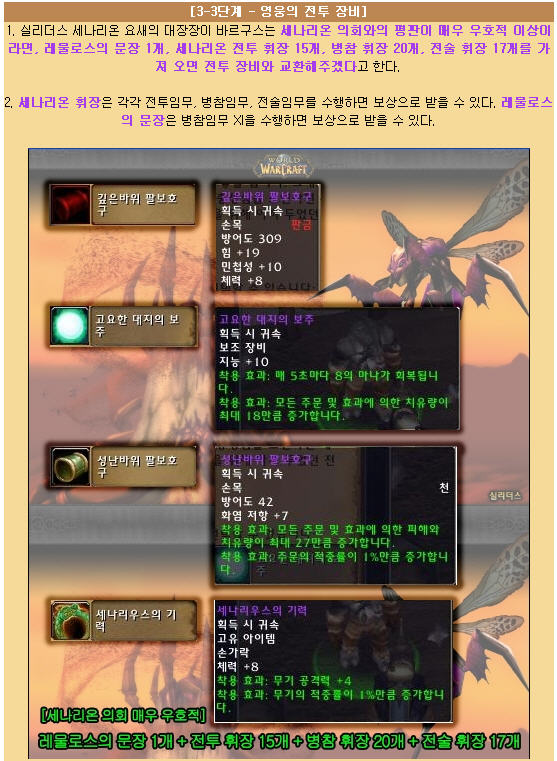 [3-3단계 - 영웅의 전투 장비]
1. 실리더스 세나리온 요새의 대장장이 바르구스는 세나리온 의회와의 평판이 매우 우호적 이상이
라면, 레물로스의 문장 1개, 세나리온 전투 휘장 15개, 병참 휘장 20개, 전술 휘장 17개를 가
져 오면 전투 장비와 교환해주겠다고 한다.
2. 세나리온 휘장은 각각 전투임무, 병참임무, 전술임무를 수행하면 보상으로 받을 수 있다. 레물로스
의 문장은 병참임무 XI을 수행하면 보상으로 받을 수 있다.
WORLD
WARCRAFT
깊은바위 팔보호
구
깊은바위 팔보호구
획득 시 귀속
손목 판금
방어도 309
힘 +19
민첩성 +10
체력 +8
고요한 대지의 보
주
고요한 대지의 보주
획득 시 귀속
보조 장비
지능 +10
착용 효과: 매 5초마다 8의 마나가 회복됩니
다.
착용 효과: 모든 주문 및 효과에 의한 치유량이
최대 18만큼 증가합니다.
성난바위 팔보호
구
성난바위 팔보호구
획득 시 귀속
손목 천
방어도 42
화염 저항 +7
착용 효과: 모든 주문 및 효과에 의한 피해와
치유량이 최대 27만큼 증가합니다.
착용 효과: 주문의 적중률이 1%만큼 증가합니
다.
실리더스
세나리우스의 기
력
세나리우스의 기력
획득 시 귀속
고유 아이템
손가락
체력 +8
착용 효과: 무기 공격력 +4
착용 효과: 무기의 적중률이 1%만큼 증가합니
다.
[세나리온 의회 매우 우호적]
레물로스의 문장 1개 + 전투 휘장 15개 + 병참 휘장 20개 + 전술 휘장 17개